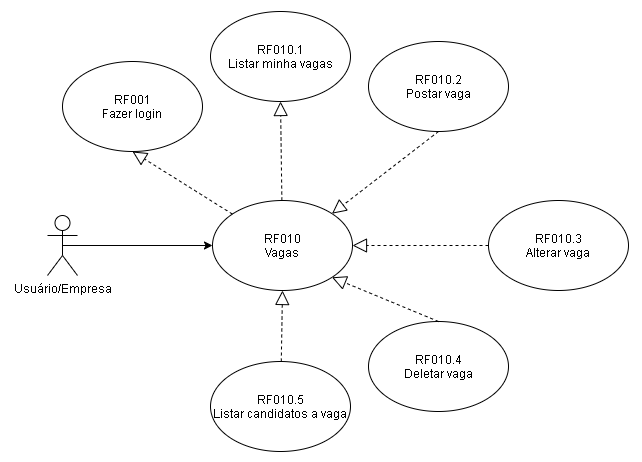 RF010.1
Listar minha vagas
RF010.2
Postar vaga
RF001
Fazer login
RF010
Vagas
RF010.3
Alterar vaga
Usuário/Empresa
RF010.4
Deletar vaga
RF010.5
Listar candidatos a vaga